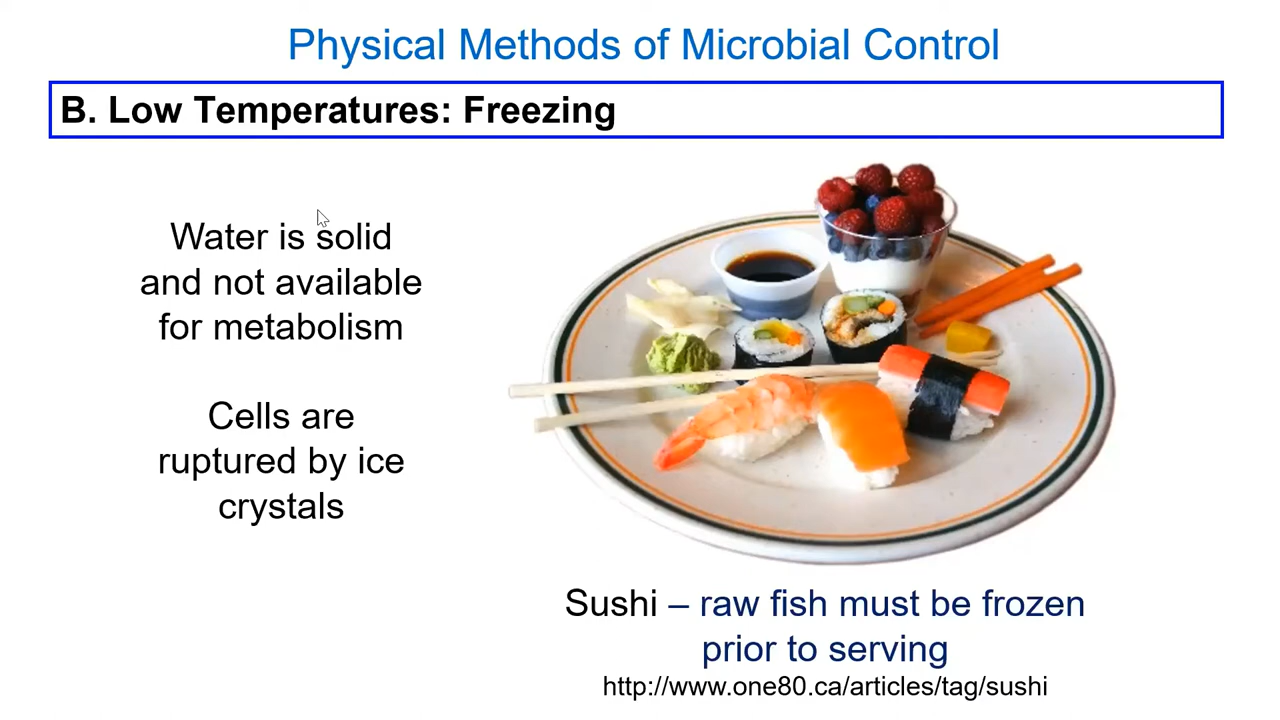 Physical Methods of Microbial Control
B. Low Temperatures: Freezing
Water is solid
and not available
for metabolism
Cells are
ruptured by ice
crystals
Sushi – raw fish must be frozen
prior to serving
http://www.one80.ca/articles/tag/sushi